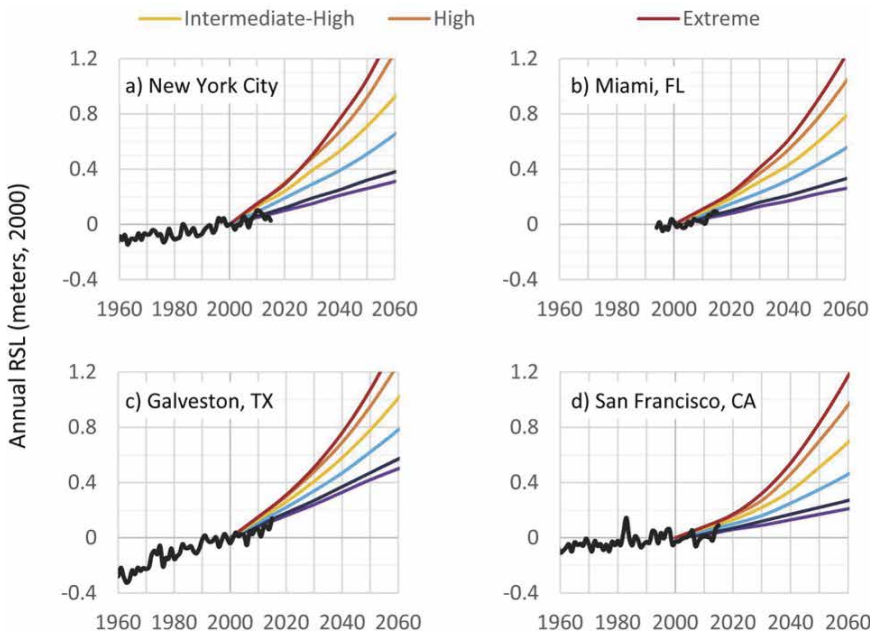 Intermediate-High High Extreme
Annual RSL (meters, 2000)
a) New York City
1.2
0.8
0.4
0
-0.4
1960 1980 2000 2020 2040 2060
b) Miami, FL
1.2
0.8
0.4
0
-0.4
1960 1980 2000 2020 2040 2060
c) Galveston, TX
1.2
0.8
0.4
0
-0.4
1960 1980 2000 2020 2040 2060
d) San Francisco, CA
1.2
0.8
0.4
0
-0.4
1960 1980 2000 2020 2040 2060